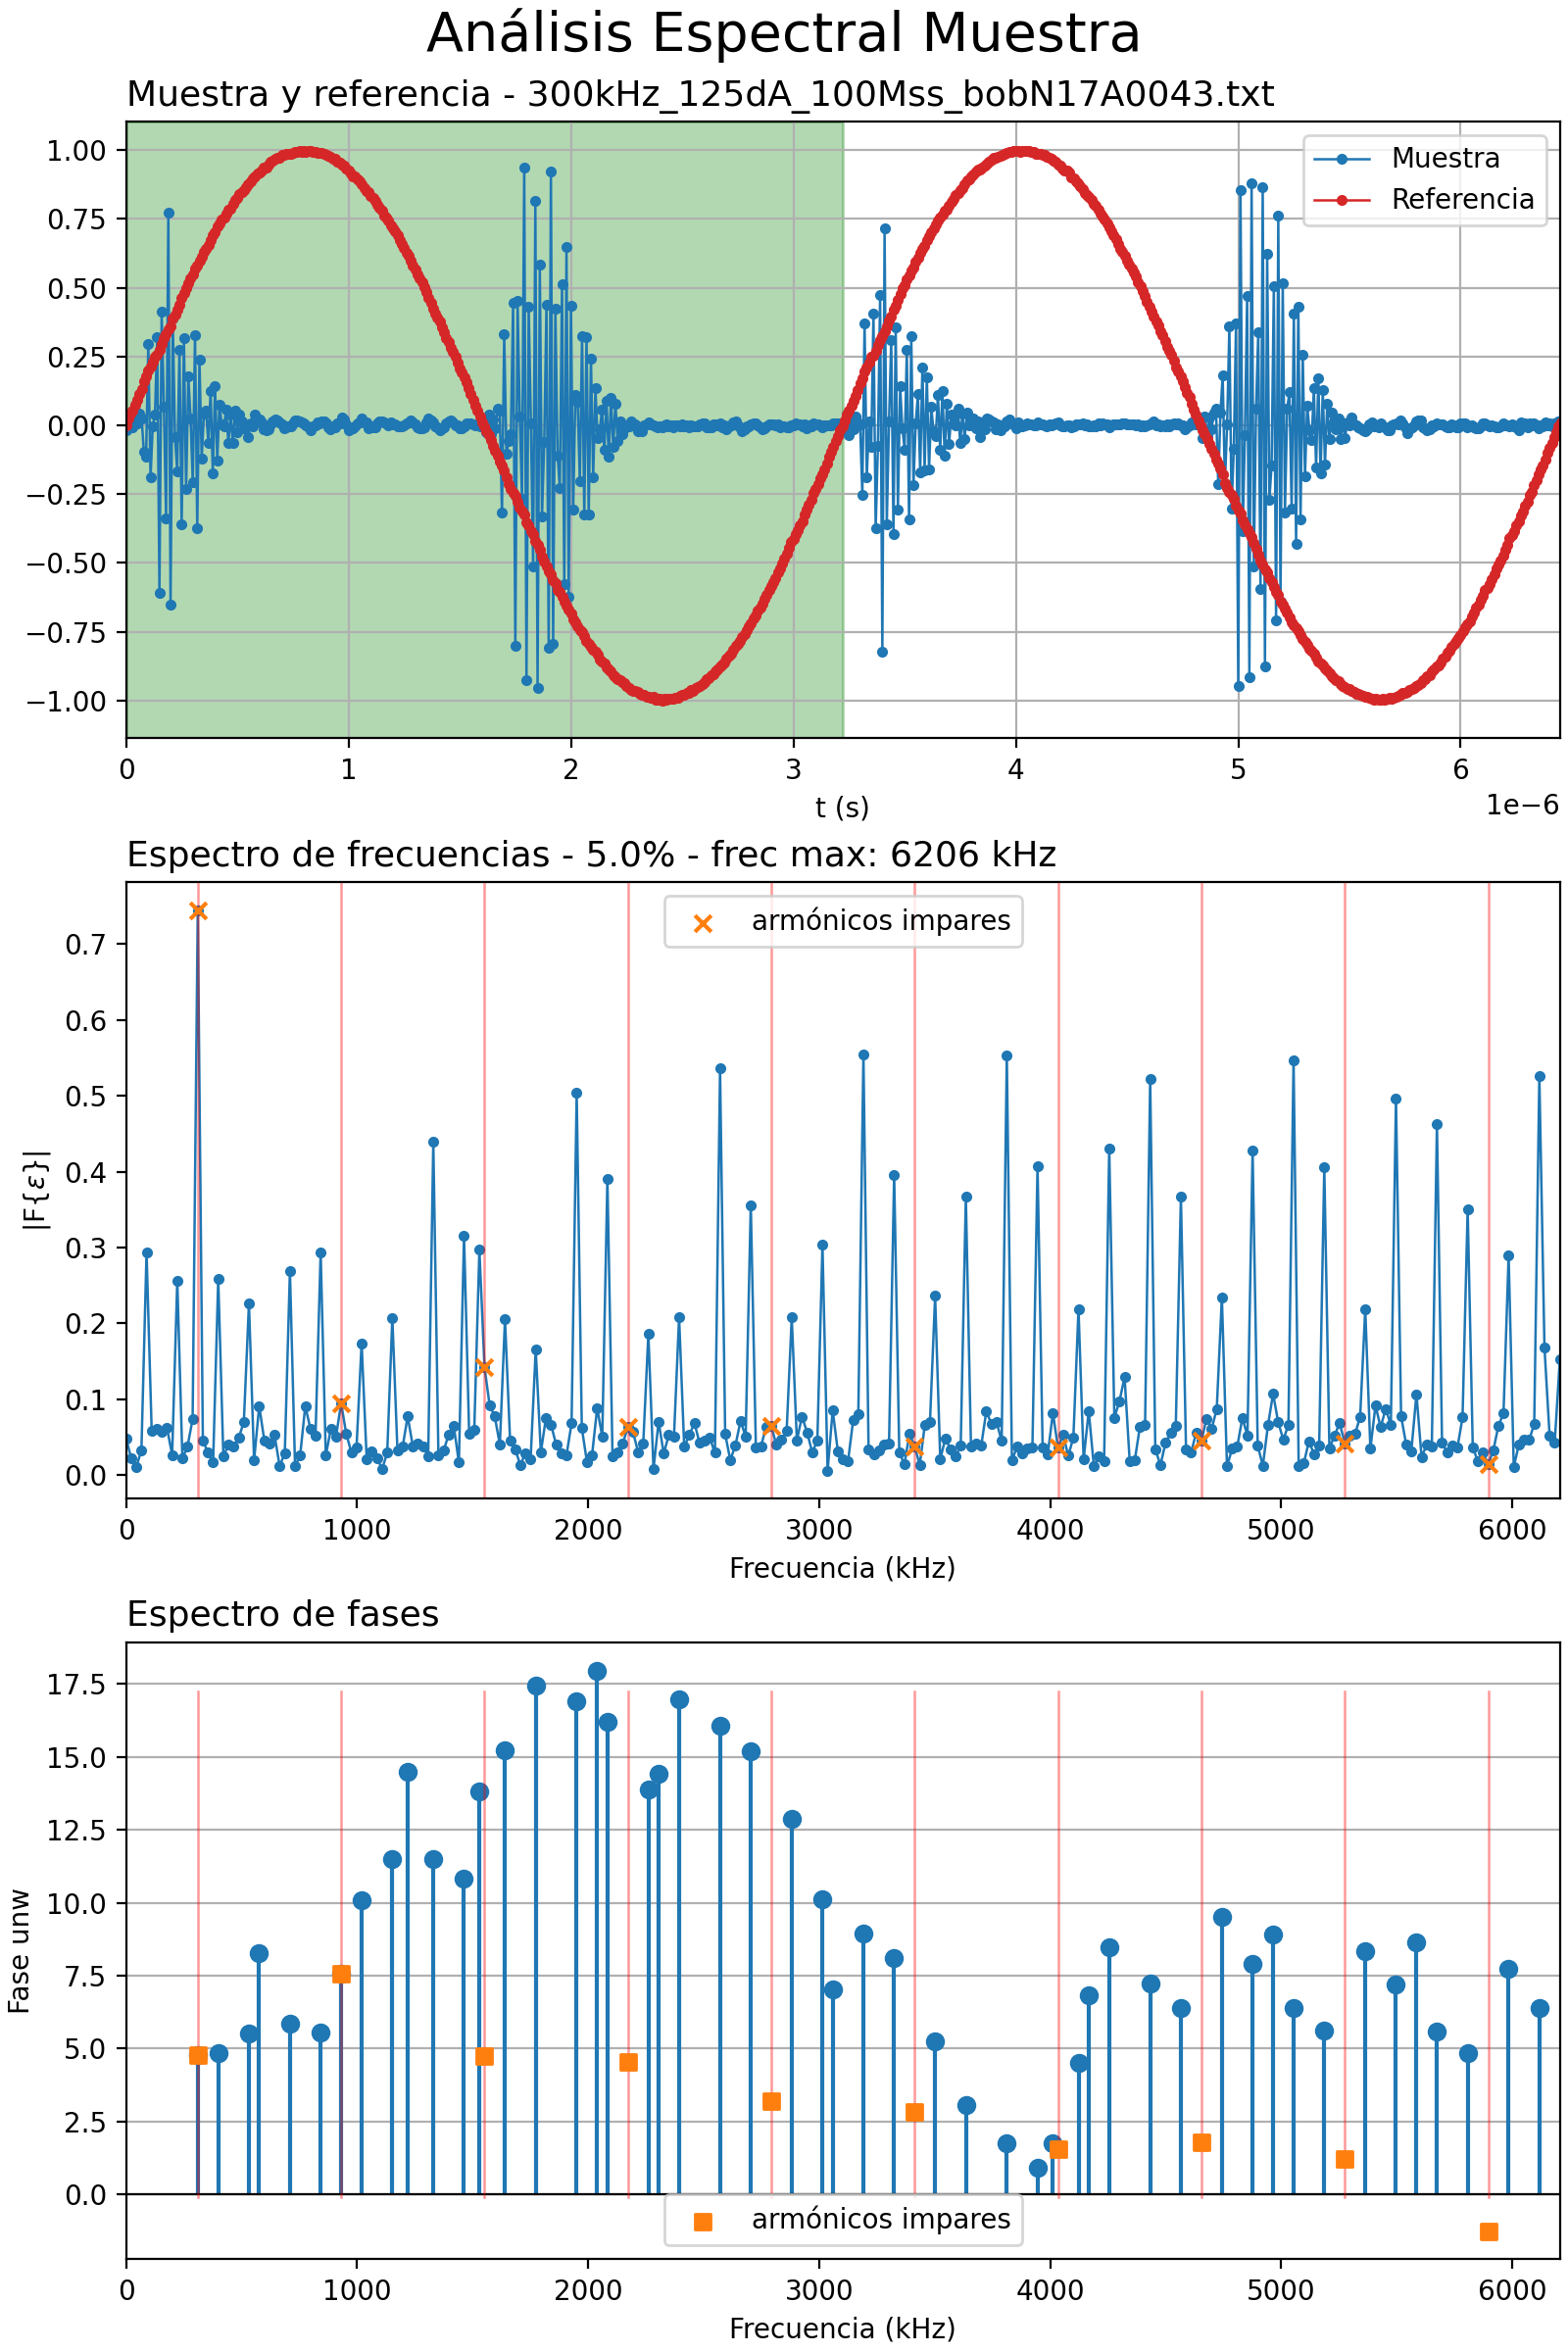 Análisis Espectral Muestra
Muestra y referencia - 300kHz_125dA_100Mss_bobN17A0043.txt
1.00
0.75
0.50
0.25
0.00
−0.25
−0.50
−0.75
−1.00
Muestra
Referencia
0 1 2 3 4 5 6
1e−6
t (s)
Espectro de frecuencias - 5.0% - frec max: 6206 kHz
armónicos impares
0.7
0.6
0.5
0.4
0.3
0.2
0.1
0.0
|F{ε}|
0 1000 2000 3000 4000 5000 6000
Frecuencia (kHz)
Espectro de fases
17.5
15.0
12.5
10.0
7.5
5.0
2.5
0.0
Fase unw
armónicos impares
0 1000 2000 3000 4000 5000 6000
Frecuencia (kHz)